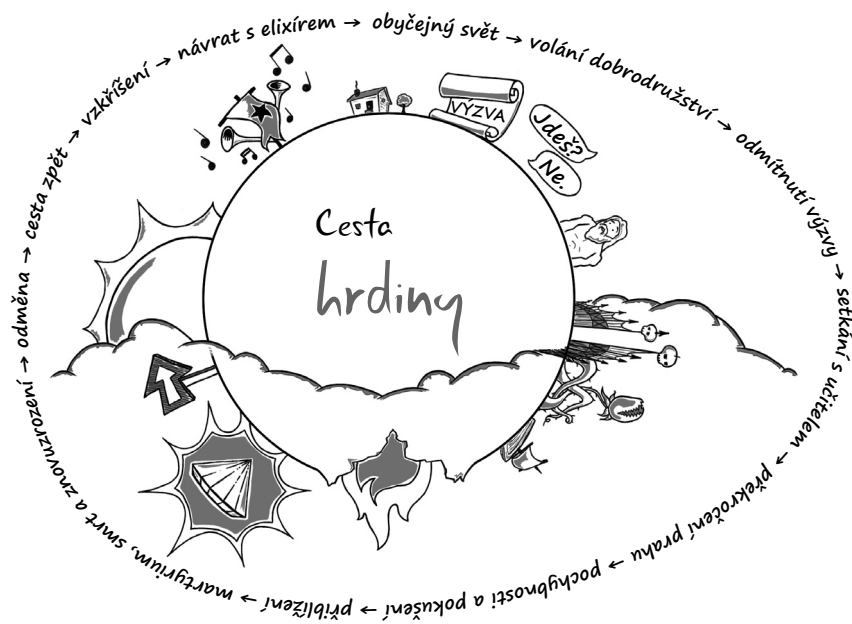 obyčejný svět → volání dobrodružství → odmítnutí výzvy → setkání s učitelem → překročení prahu → pochybnosti a pokušení → přiblížení → martyrium, smrt a znovuzrození → odměna → cesta zpět → vzkříšení → návrat s elixírem →
VÝZVA
Jdeš?
Ne.
Cesta
hrdiny